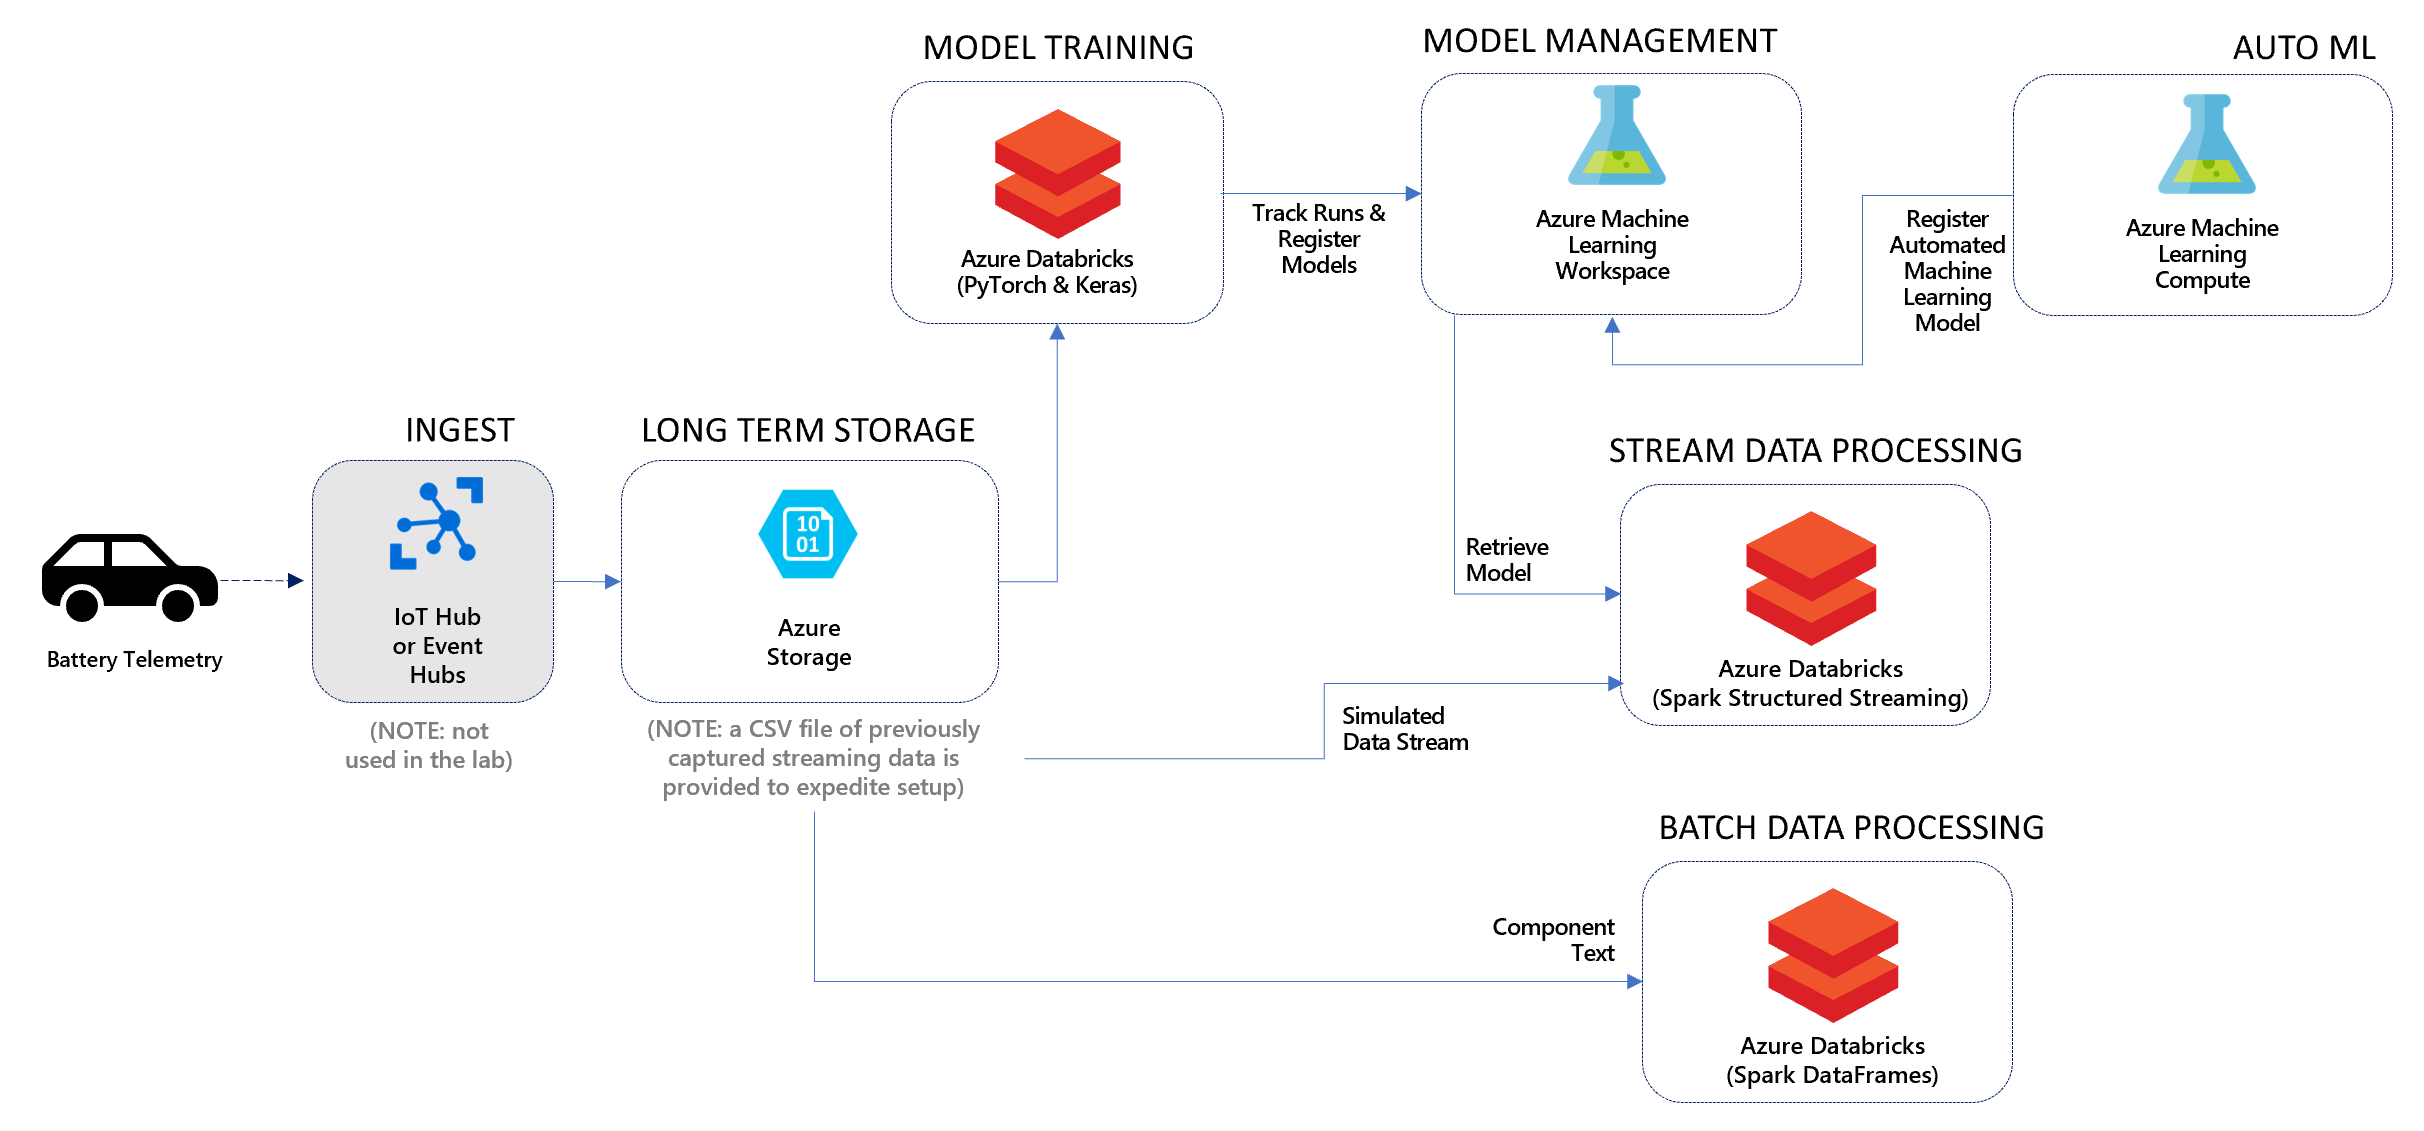 MODEL TRAINING
Azure Databricks
(PyTorch & Keras)
Track Runs &
Register
Models
MODEL MANAGEMENT
Azure Machine
Learning
Workspace
Register
Automated
Machine
Learning
Model
AUTO ML
Azure Machine
Learning
Compute
Battery Telemetry
INGEST
IoT Hub
or Event
Hubs
(NOTE: not
used in the lab)
LONG TERM STORAGE
10
01
Azure
Storage
(NOTE: a CSV file of previously
captured streaming data is
provided to expedite setup)
Retrieve
Model
Simulated
Data Stream
STREAM DATA PROCESSING
Azure Databricks
(Spark Structured Streaming)
Component
Text
BATCH DATA PROCESSING
Azure Databricks
(Spark DataFrames)